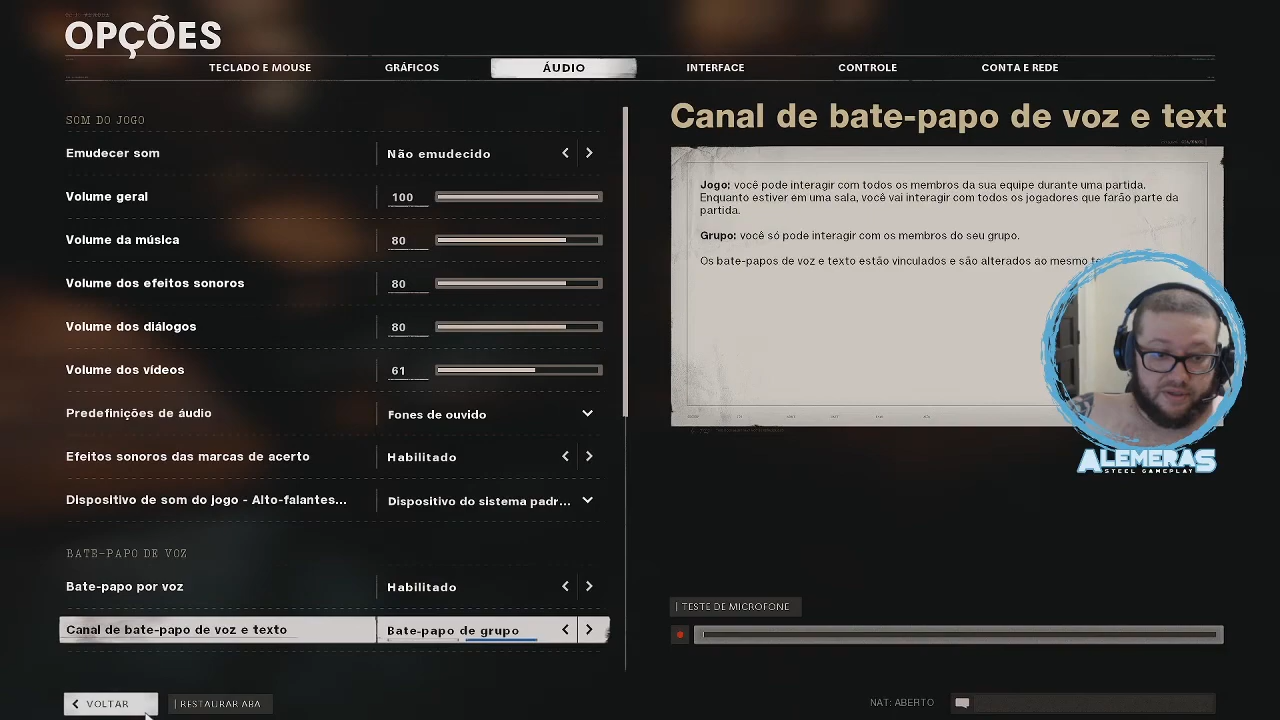 OPÇÕES
TECLADO E MOUSE
GRÁFICOS
ÁUDIO
INTERFACE
CONTROLE
CONTA E REDE
SOM DO JOGO
Emudecer som
Não emudecido
Volume geral
100
Volume da música
80
Volume dos efeitos sonoros
80
Volume dos diálogos
80
Volume dos vídeos
61
Predefinições de áudio
Fones de ouvido
Efeitos sonoros das marcas de acerto
Habilitado
Dispositivo de som do jogo - Alto-falantes...
Dispositivo do sistema padr...
BATE-PAPO DE VOZ
Bate-papo por voz
Habilitado
Canal de bate-papo de voz e texto
Bate-papo de grupo
VOLTAR
RESTAURAR ABA
Canal de bate-papo de voz e text
Jogo: você pode interagir com todos os membros da sua equipe durante uma partida.
Enquanto estiver em uma sala, você vai interagir com todos os jogadores que farão parte da
partida.
Grupo: você só pode interagir com os membros do seu grupo.
Os bate-papos de voz e texto estão vinculados e são alterados ao mesmo te
ALEMERAS
STEEL GAMEPLAY
TESTE DE MICROFONE
NAT: ABERTO